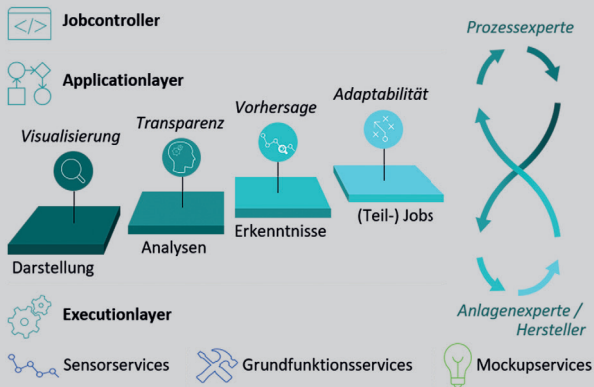 Jobcontroller
Prozessexperte
Applicationlayer
Visualisierung
Transparenz
Vorhersage
Adaptabilität
Darstellung
Analysen
Erkenntnisse
(Teil-) Jobs
Executionlayer
Anlagenexperte /
Hersteller
Sensorservices
Grundfunktionsservices
Mockupservices